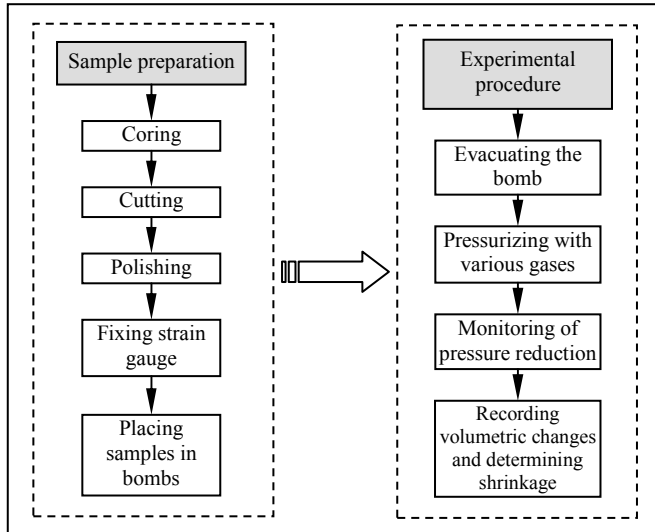 Sample preparation
Coring
Cutting
Polishing
Fixing strain
gauge
Placing
samples in
bombs
Experimental
procedure
Evacuating the
bomb
Pressurizing with
various gases
Monitoring of
pressure reduction
Recording
volumetric changes
and determining
shrinkage